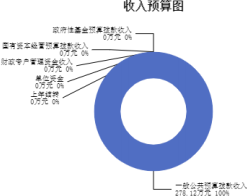 收入预算图
政府性基金预算拨款收入
0万元 0%
国有资本经营预算拨款收入
0万元 0%
财政专户管理资金收入
0万元 0%
单位资金
0万元 0%
上年结转
0万元 0%
一般公共预算拨款收入
278.12万元 100%